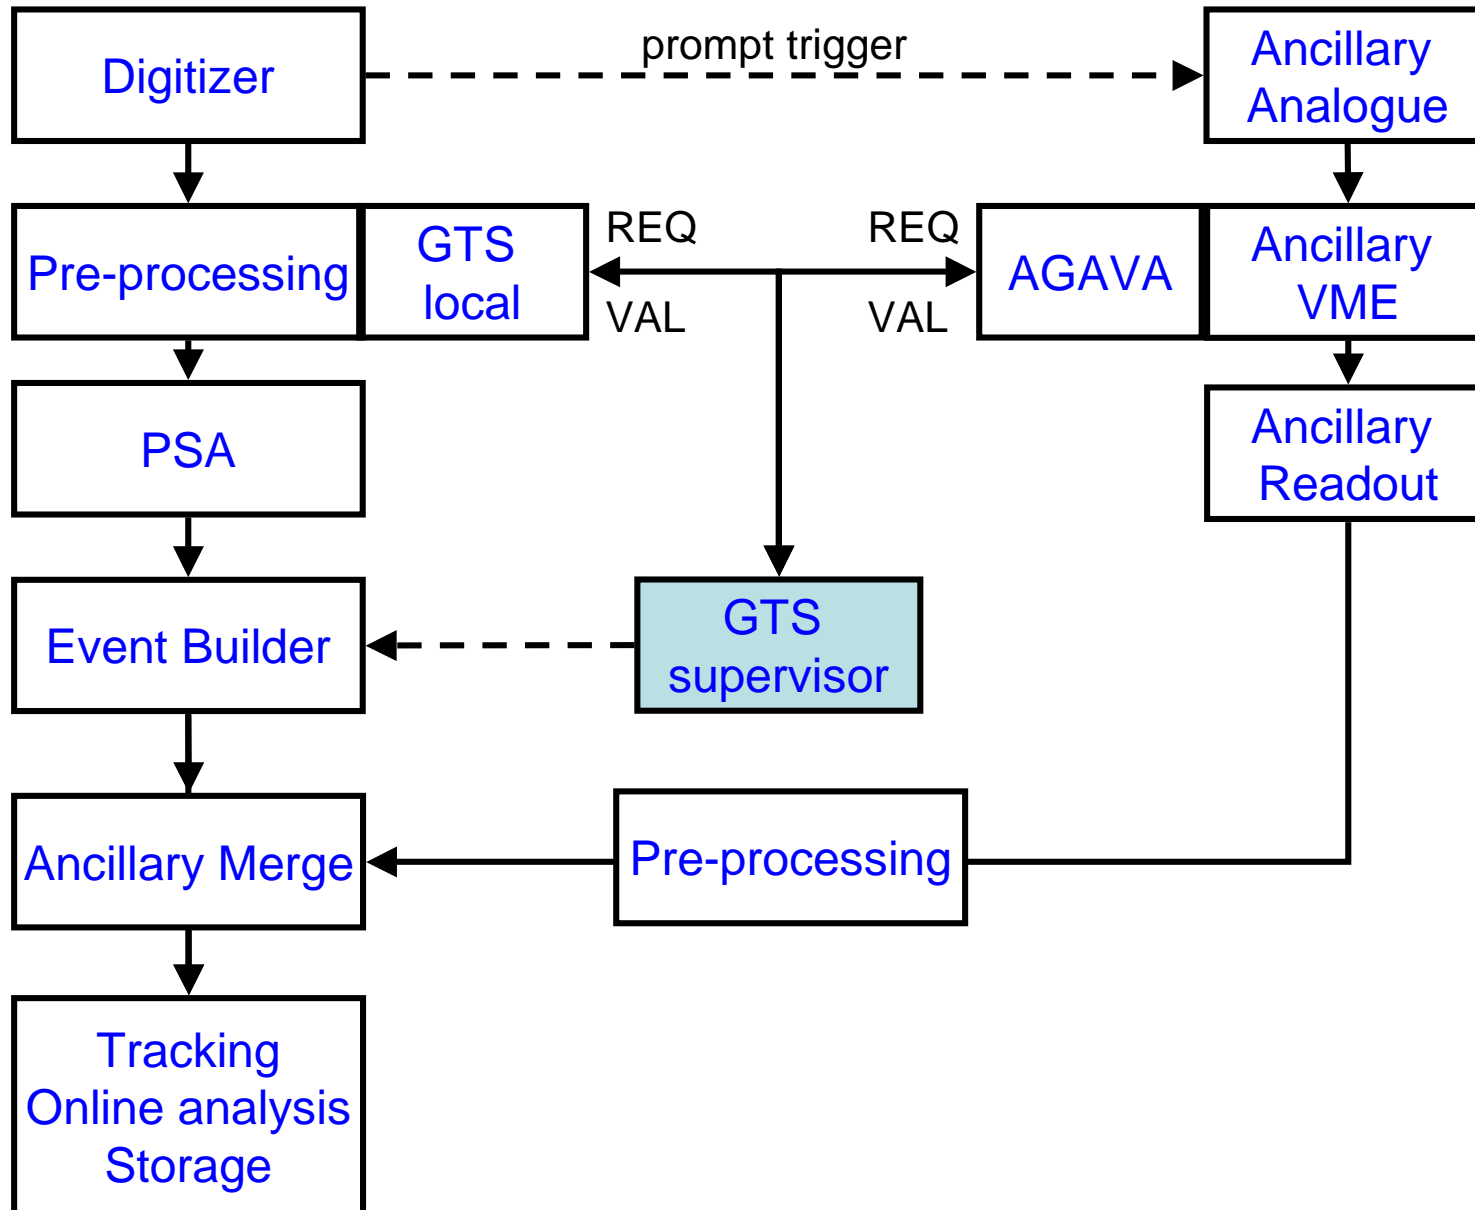 Digitizer
prompt trigger
Ancillary
Analogue
Pre-processing
GTS
local
REQ
VAL
REQ
VAL
AGAVA
Ancillary
VME
PSA
Ancillary
Readout
Event Builder
GTS
supervisor
Ancillary Merge
Pre-processing
Tracking
Online analysis
Storage